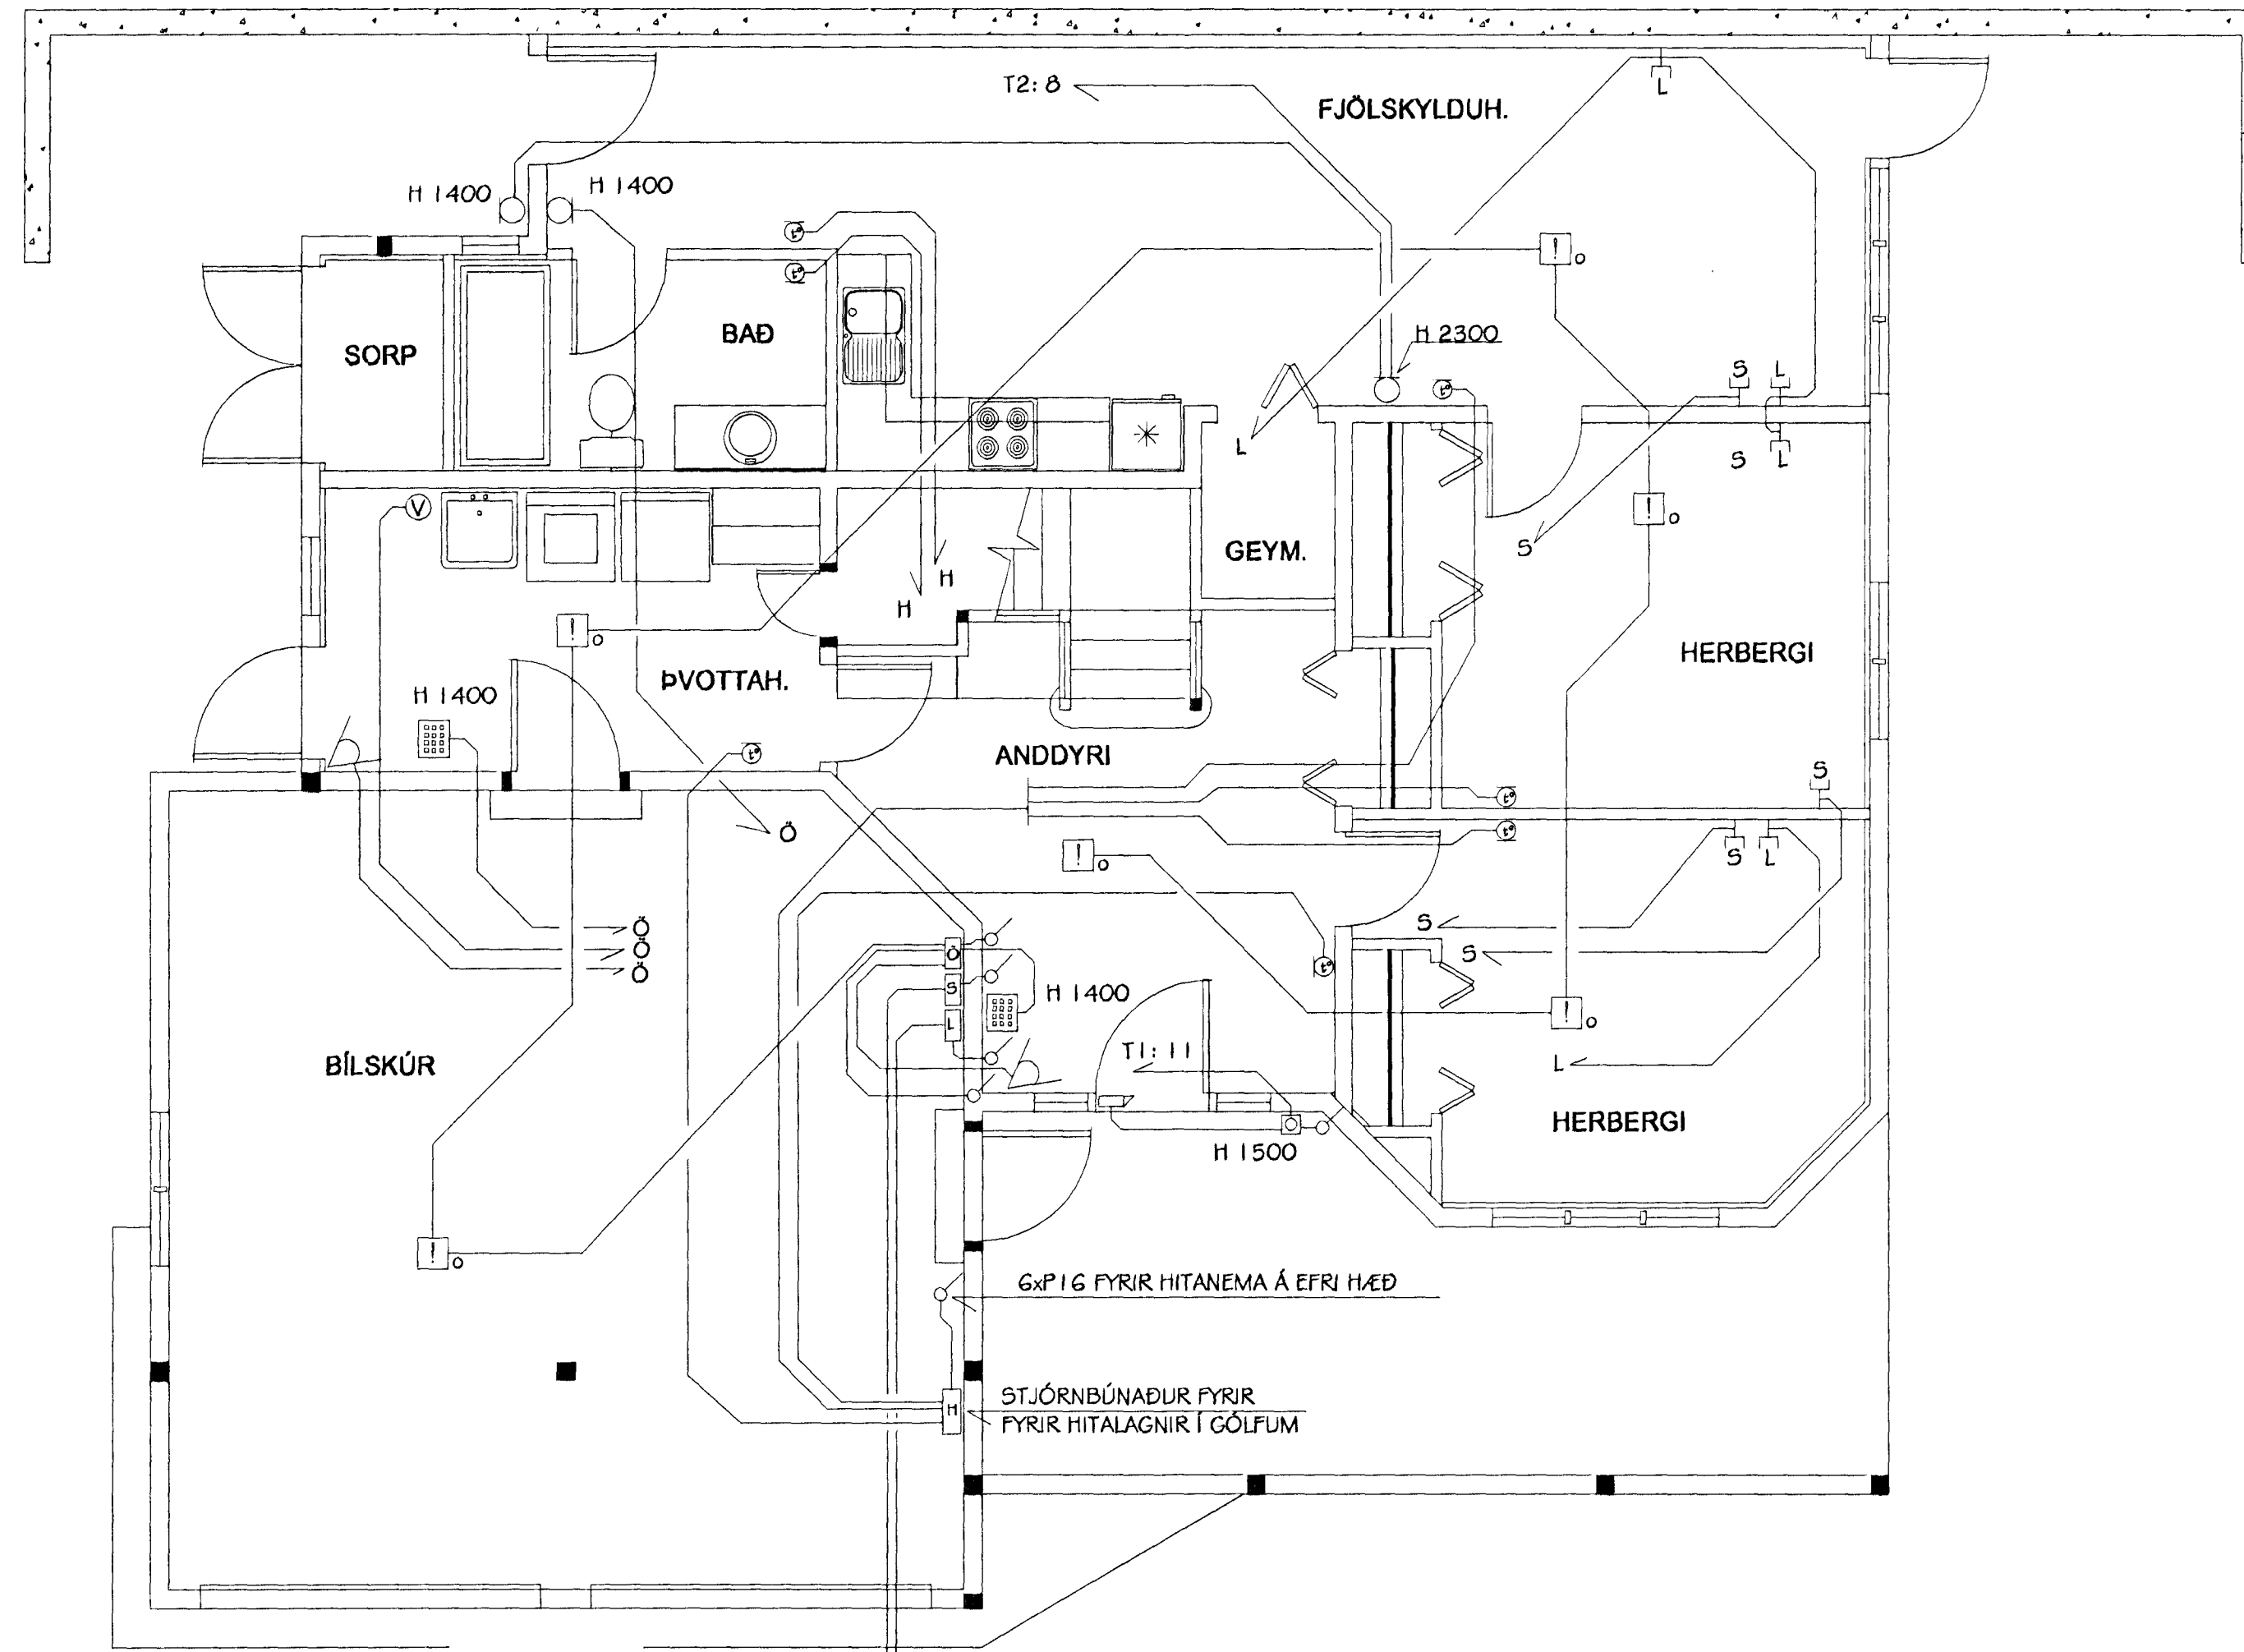 T2: 8
FJÖLSKYLDUH.
L
H 1400
H 1400
t°
t°
!
o
SORP
BAÐ
H 2300
t°
S
L
L
S
L
!
o
V
S
GEYM.
H
H
!
o
HERBERGI
ÞVOTTAH.
H 1400
ANDDYRI
t°
S
t°
t°
Ö
!
o
S
L
S
Ö
Ö
Ö
Ö
S
t°
S
H 1400
L
!
o
T1: 11
L
BÍLSKÚR
HERBERGI
H 1500
!
o
6xP16 FYRIR HITANEMA Á EFRI HÆÐ
H
STJÓRNBÚNAÐUR FYRIR
FYRIR HITALAGNIR Í GÓLFUM